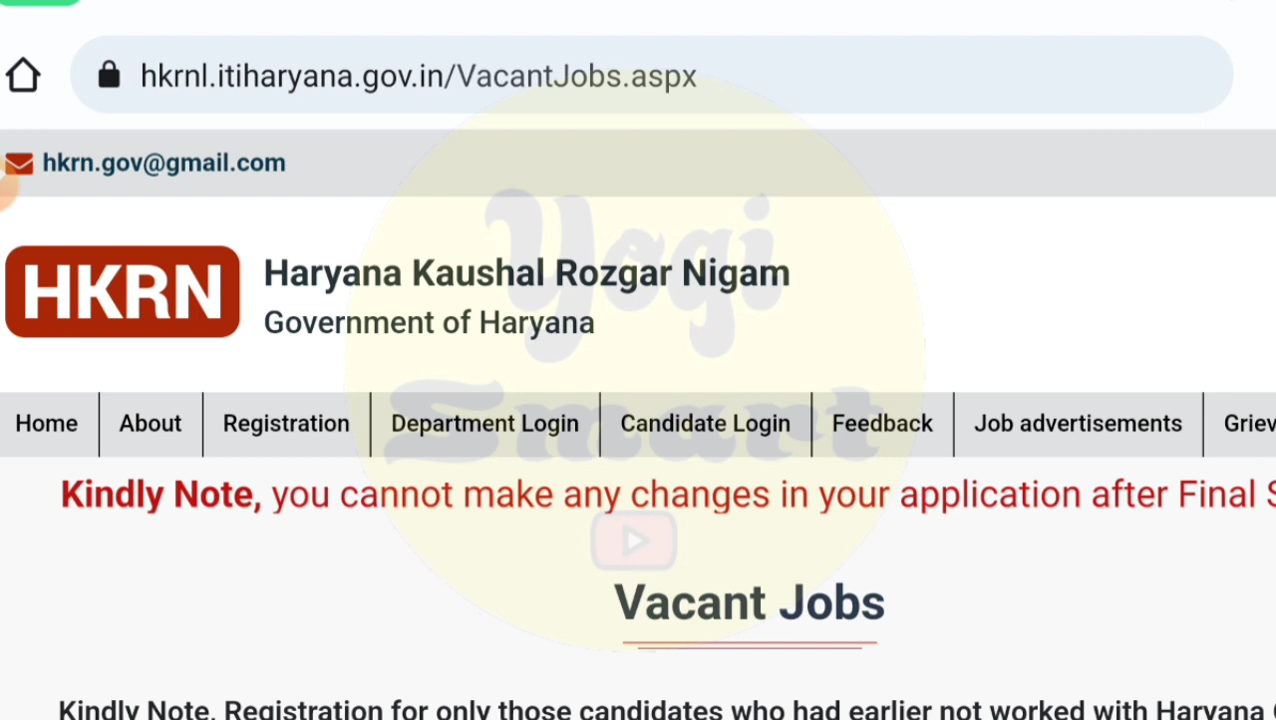 hkrnl.itiharyana.gov.in/VacantJobs.aspx
hkrn.gov@gmail.com
HKRN
Haryana Kaushal Rozgar Nigam
Government of Haryana
Home About Registration Department Login Candidate Login Feedback Job advertisements
Kindly Note, you cannot make any changes in your application after Final
Vacant Jobs
Kindly Note, Registration for only those candidates who had earlier not worked with Haryana
Yogi
Smart